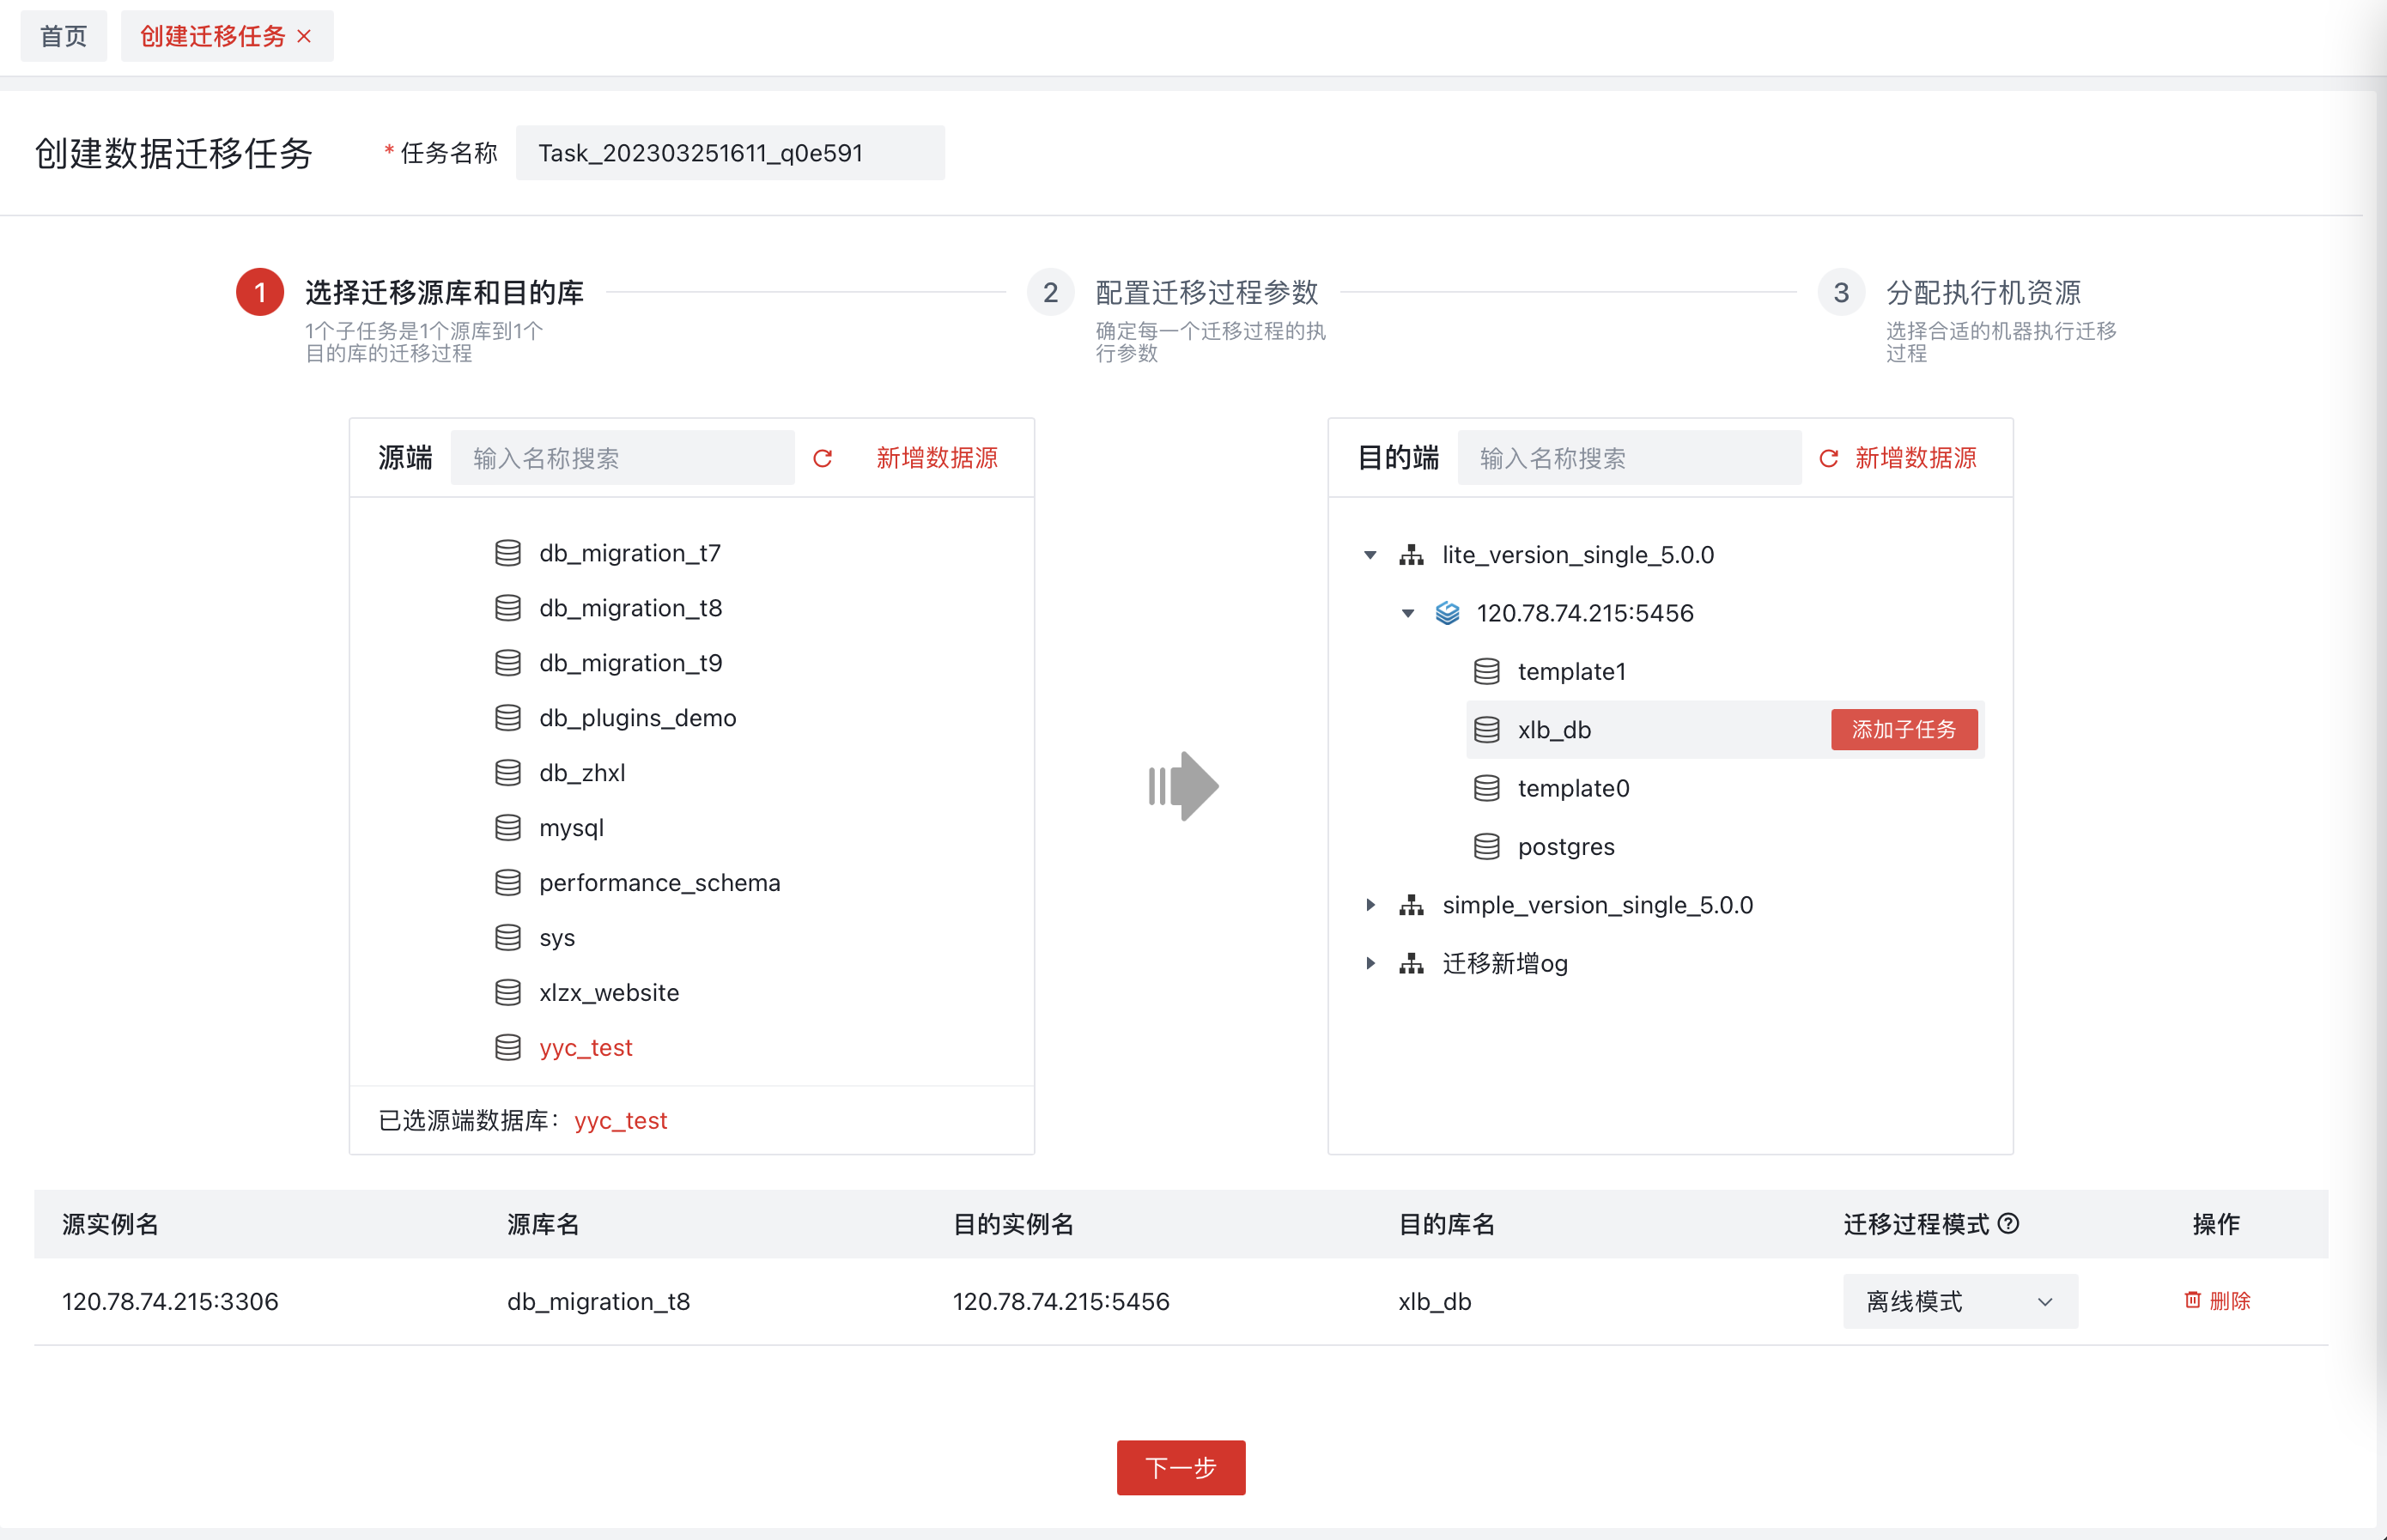 首页 创建迁移任务 ×
创建数据迁移任务 * 任务名称 Task_202303251611_q0e591
1 选择迁移源库和目的库
1个子任务是1个源库到1个
目的库的迁移过程
2 配置迁移过程参数
确定每一个迁移过程的执
行参数
3 分配执行机资源
选择合适的机器执行迁移
过程
源端 输入名称搜索 新增数据源
db_migration_t7
db_migration_t8
db_migration_t9
db_plugins_demo
db_zhxl
mysql
performance_schema
sys
xlzx_website
yyc_test
已选源端数据库： yyc_test
目的端 输入名称搜索 新增数据源
lite_version_single_5.0.0
120.78.74.215:5456
template1
xlb_db 添加子任务
template0
postgres
simple_version_single_5.0.0
迁移新增og
源实例名 源库名 目的实例名 目的库名 迁移过程模式 操作
120.78.74.215:3306 db_migration_t8 120.78.74.215:5456 xlb_db 离线模式 删除
下一步